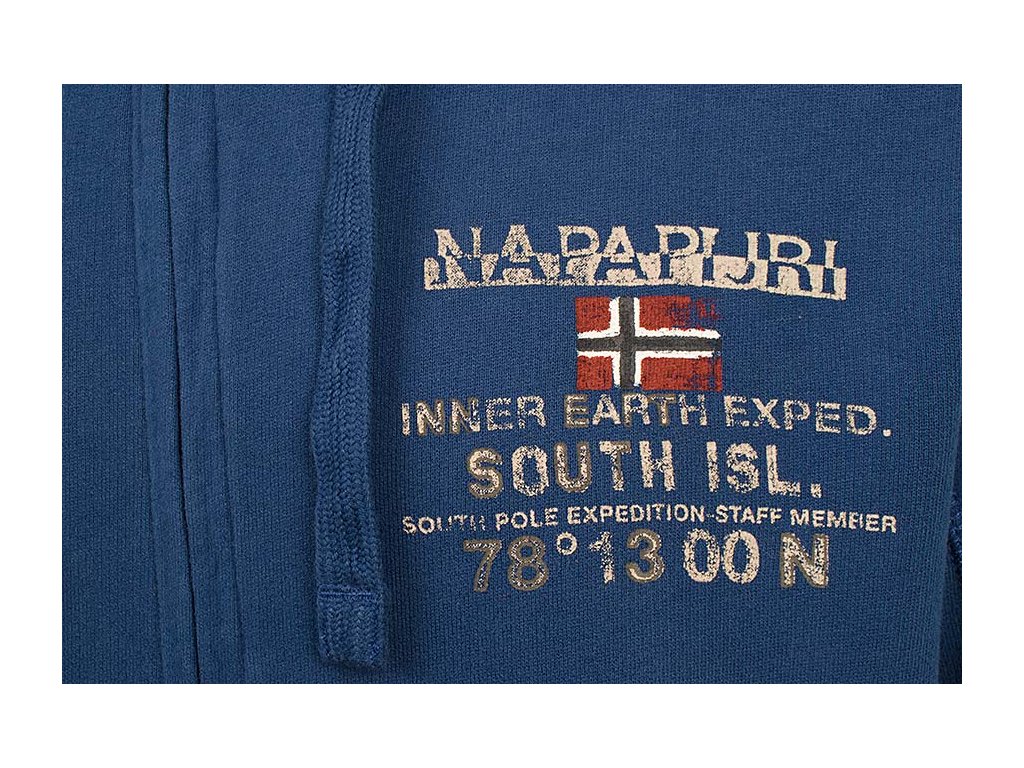 NAPAPIJRI
INNER EARTH EXPED.
SOUTH ISL.
SOUTH POLE EXPEDITION-STAFF MEMBER
78°13 00 N